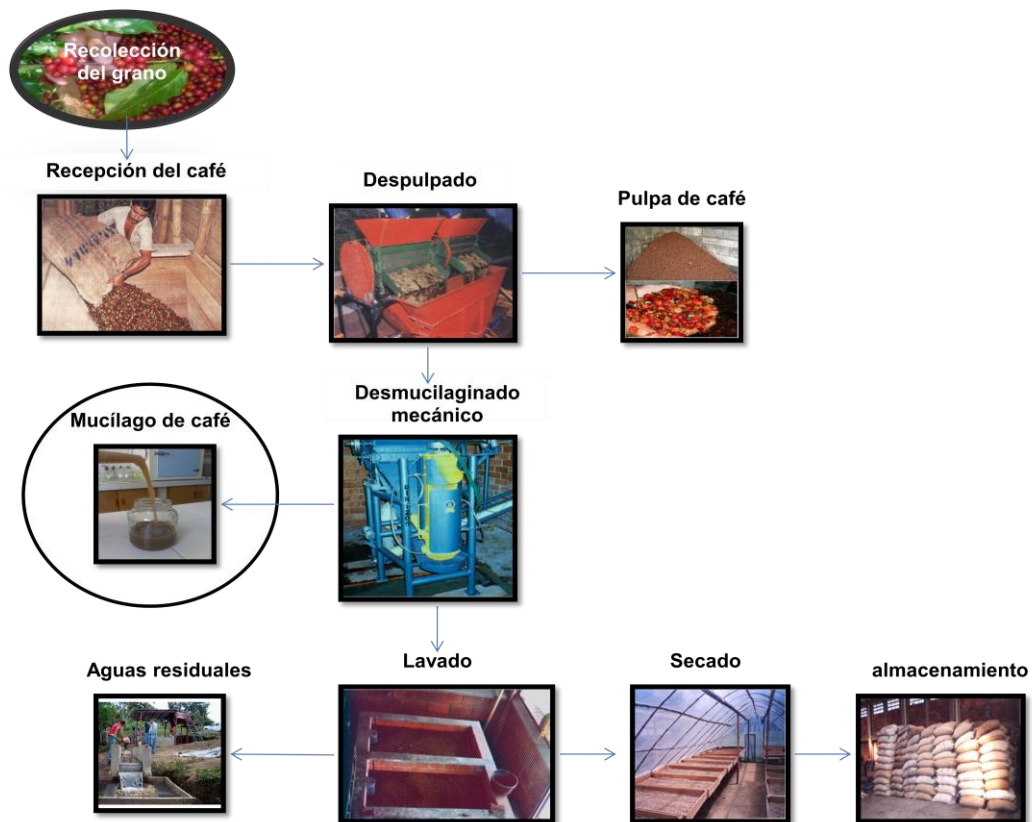 Recolección
del grano
Recepción del café
Despulpado
Pulpa de café
Desmucilaginado
mecánico
Mucílago de café
Aguas residuales
Lavado
Secado
almacenamiento